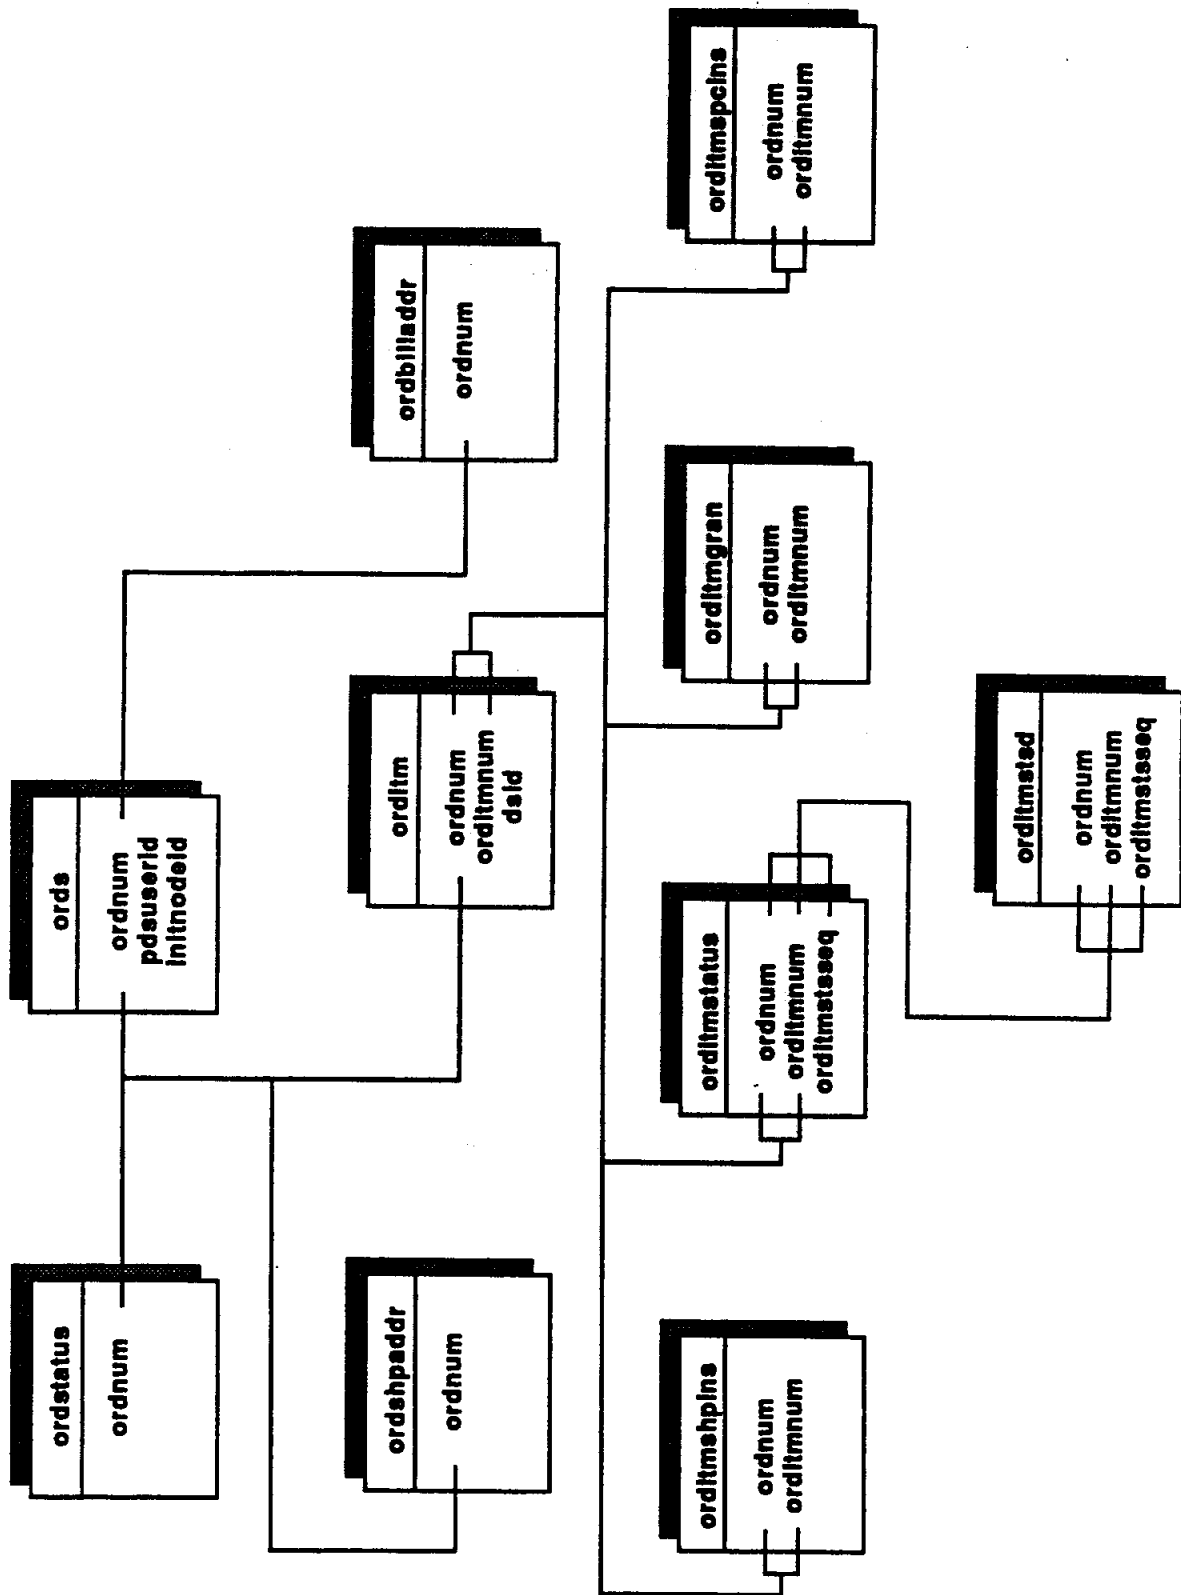 ordstatus
ordnum
ords
ordnum
pdsuserid
initnodeid
ordshpaddr
ordnum
orditm
ordnum
orditmnum
dsid
ordbilladdr
ordnum
orditmshpins
ordnum
orditmnum
orditmstatus
ordnum
orditmnum
orditmstsseq
orditmgran
ordnum
orditmnum
orditmspcins
ordnum
orditmnum
orditmstsd
ordnum
orditmnum
orditmstsseq